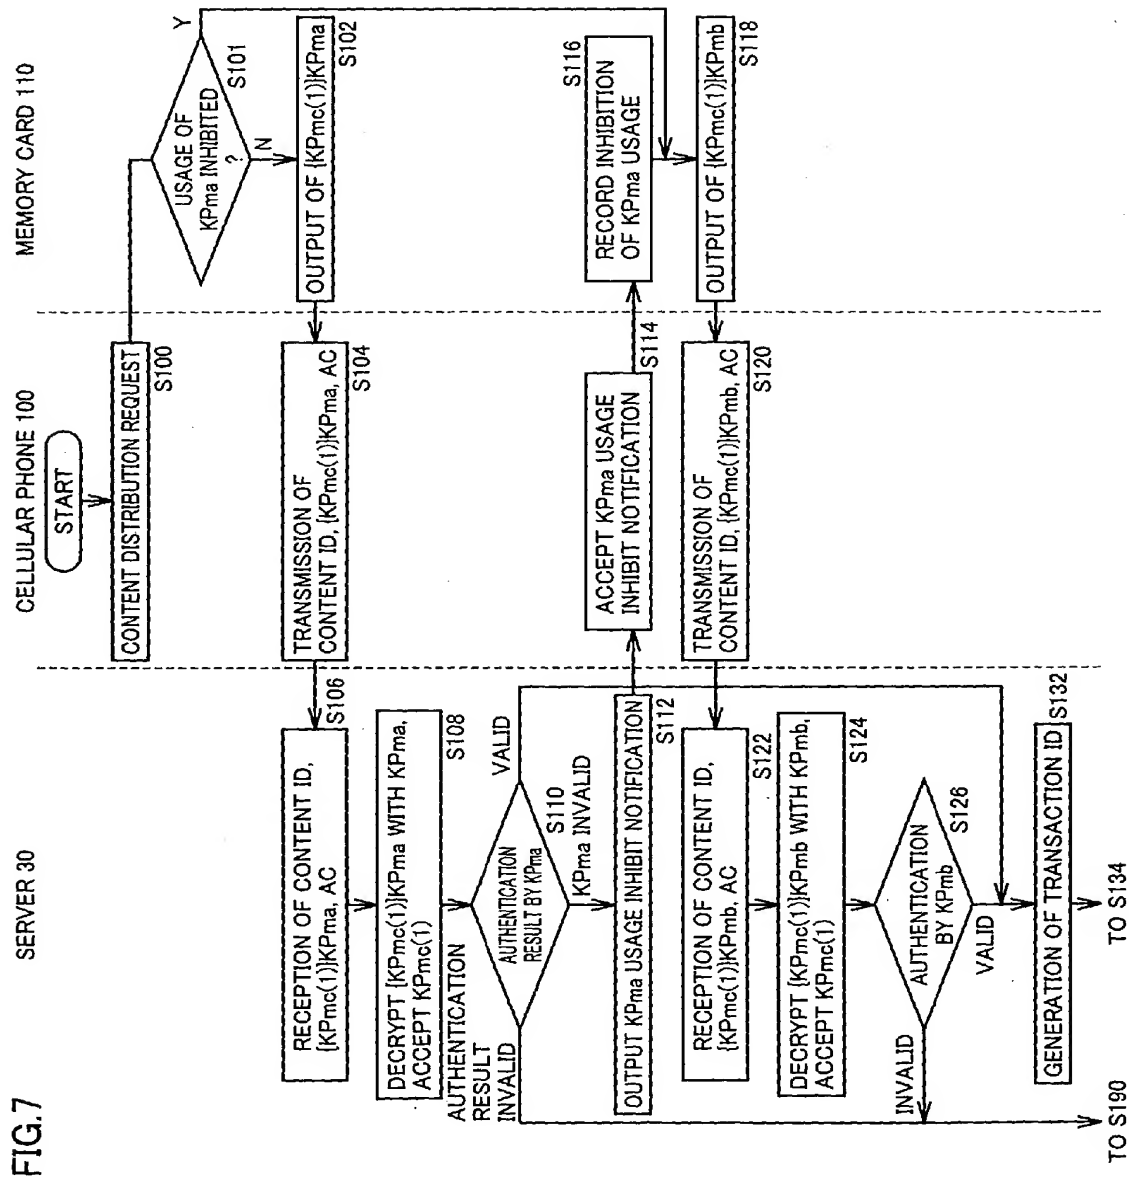 FIG.7
SERVER 30
CELLULAR PHONE 100
MEMORY CARD 110
START
CONTENT DISTRIBUTION REQUEST
S100
USAGE OF
KPma INHIBITED
?
S101
Y
N
OUTPUT OF {KPmc(1)}KPma
S102
TRANSMISSION OF
CONTENT ID, {KPmc(1)}KPma, AC
S104
RECEPTION OF CONTENT ID,
{KPmc(1)}KPma, AC
S106
DECRYPT {KPmc(1)}KPma WITH KPma,
ACCEPT KPmc(1)
S108
AUTHENTICATION
RESULT
INVALID
AUTHENTICATION
RESULT BY KPma
S110
VALID
KPma INVALID
OUTPUT KPma USAGE INHIBIT NOTIFICATION
S112
ACCEPT KPma USAGE
INHIBIT NOTIFICATION
S114
RECORD INHIBITION
OF KPma USAGE
S116
OUTPUT OF {KPmc(1)}KPmb
S118
TRANSMISSION OF
CONTENT ID, {KPmc(1)}KPmb, AC
S120
RECEPTION OF CONTENT ID,
{KPmc(1)}KPmb, AC
S122
DECRYPT {KPmc(1)}KPmb WITH KPmb,
ACCEPT KPmc(1)
S124
INVALID
AUTHENTICATION
BY KPmb
S126
VALID
GENERATION OF TRANSACTION ID
S132
TO S190
TO S134